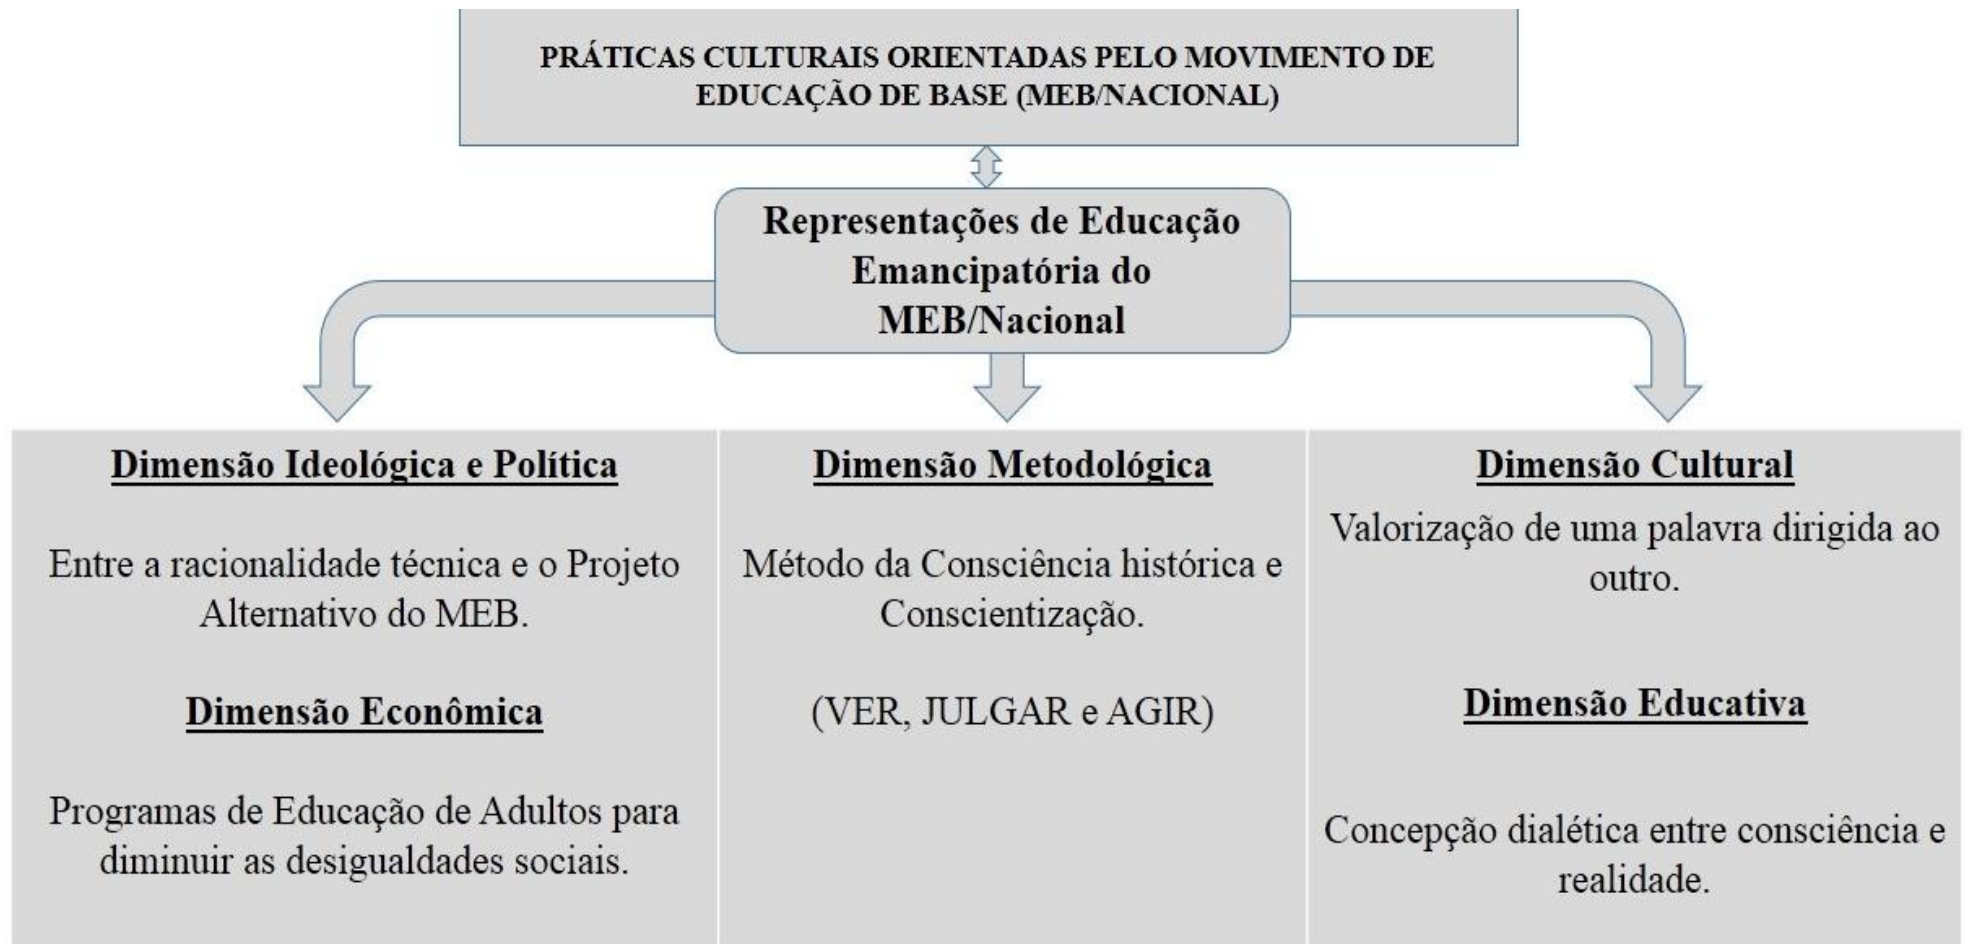 PRÁTICAS CULTURAIS ORIENTADAS PELO MOVIMENTO DE
EDUCAÇÃO DE BASE (MEB/NACIONAL)
Representações de Educação
Emancipatória do
MEB/Nacional
Dimensão Ideológica e Política
Entre a racionalidade técnica e o Projeto
Alternativo do MEB.
Dimensão Econômica
Programas de Educação de Adultos para
diminuir as desigualdades sociais.
Dimensão Metodológica
Método da Consciência histórica e
Conscientização.
(VER, JULGAR e AGIR)
Dimensão Cultural
Valorização de uma palavra dirigida ao
outro.
Dimensão Educativa
Concepção dialética entre consciência e
realidade.